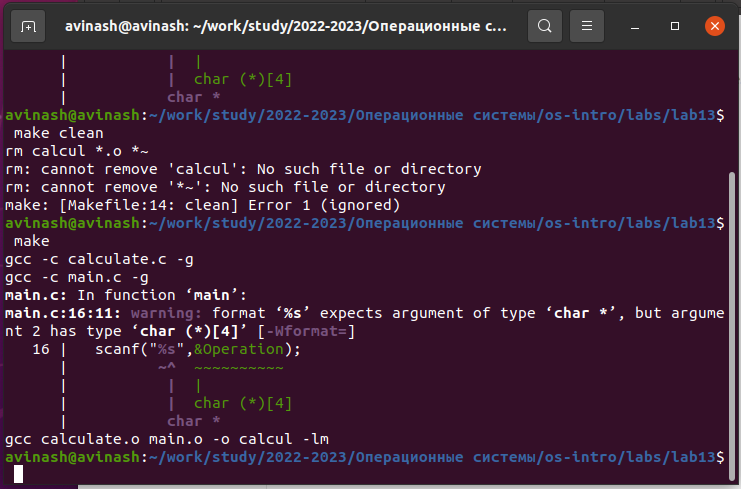 avinash@avinash: ~/work/study/2022-2023/Операционные с...
| | |
| | char (*)[4]
| char *
avinash@avinash:~/work/study/2022-2023/Операционные системы/os-intro/labs/lab13$
make clean
rm calcul *.o *~
rm: cannot remove 'calcul': No such file or directory
rm: cannot remove '*~': No such file or directory
make: [Makefile:14: clean] Error 1 (ignored)
avinash@avinash:~/work/study/2022-2023/Операционные системы/os-intro/labs/lab13$
make
gcc -c calculate.c -g
gcc -c main.c -g
main.c: In function ‘main’:
main.c:16:11: warning: format ‘%s’ expects argument of type ‘char *’, but argume
nt 2 has type ‘char (*)[4]’ [-Wformat=]
16 | scanf("%s",&Operation);
| ~^ ~~~~~~~~~~
| | |
| | char (*)[4]
| char *
gcc calculate.o main.o -o calcul -lm
avinash@avinash:~/work/study/2022-2023/Операционные системы/os-intro/labs/lab13$